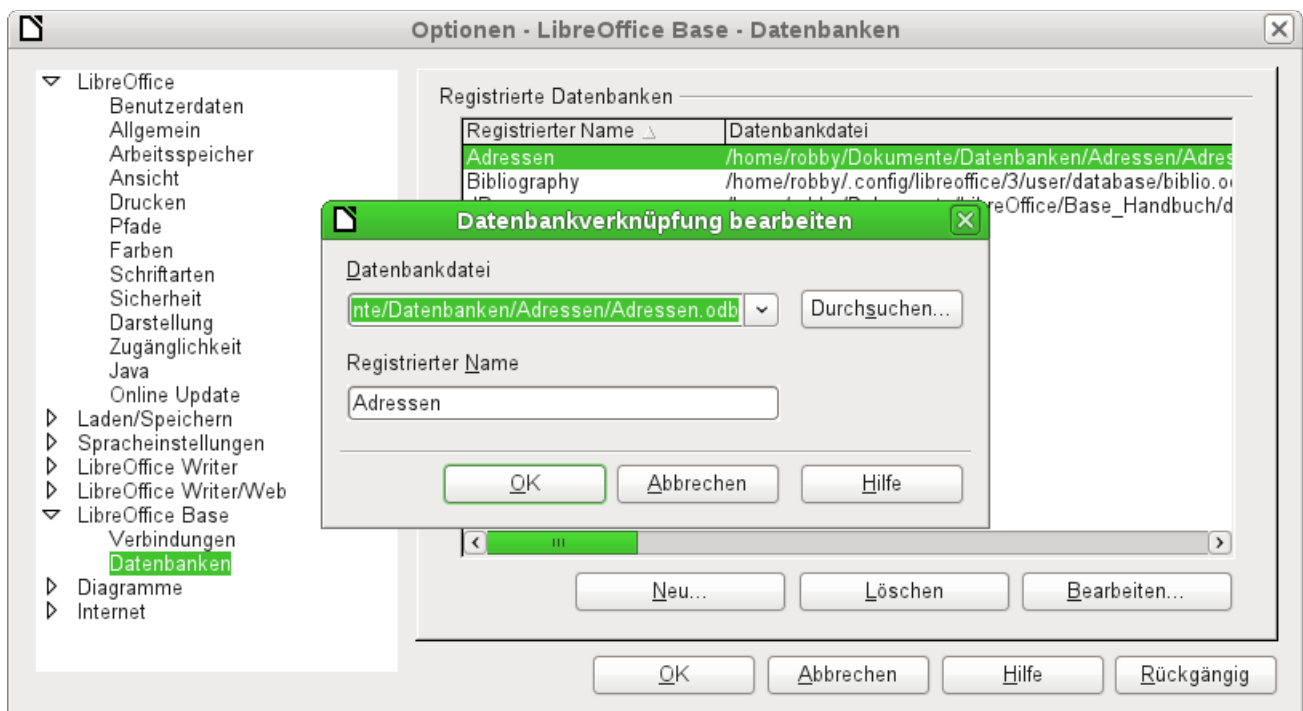 Optionen - LibreOffice Base - Datenbanken
LibreOffice
Benutzerdaten
Allgemein
Arbeitsspeicher
Ansicht
Drucken
Pfade
Farben
Schriftarten
Sicherheit
Darstellung
Zugänglichkeit
Java
Online Update
Laden/Speichern
Spracheinstellungen
LibreOffice Writer
LibreOffice Writer/Web
LibreOffice Base
Verbindungen
Datenbanken
Diagramme
Internet
Registrierte Datenbanken
Registrierter Name Datenbankdatei
Adressen /home/robby/Dokumente/Datenbanken/Adressen/Adres
Bibliography /home/robby/.config/libreoffice/3/user/database/biblio.o
reOffice/Base_Handbuch/d
Datenbankverknüpfung bearbeiten
Datenbankdatei
nte/Datenbanken/Adressen/Adressen.odb Durchsuchen...
Registrierter Name
Adressen
OK Abbrechen Hilfe
Neu... Löschen Bearbeiten...
OK Abbrechen Hilfe Rückgängig